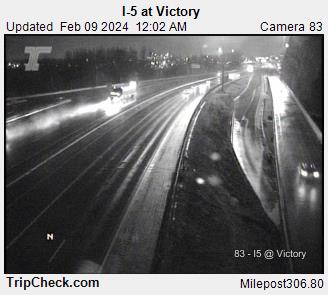 I-5 at Victory
Updated  Feb 09 2024  12:02 AM
Camera 83
T
N
83 - I5 @ Victory
TripCheck.com
Milepost306.80